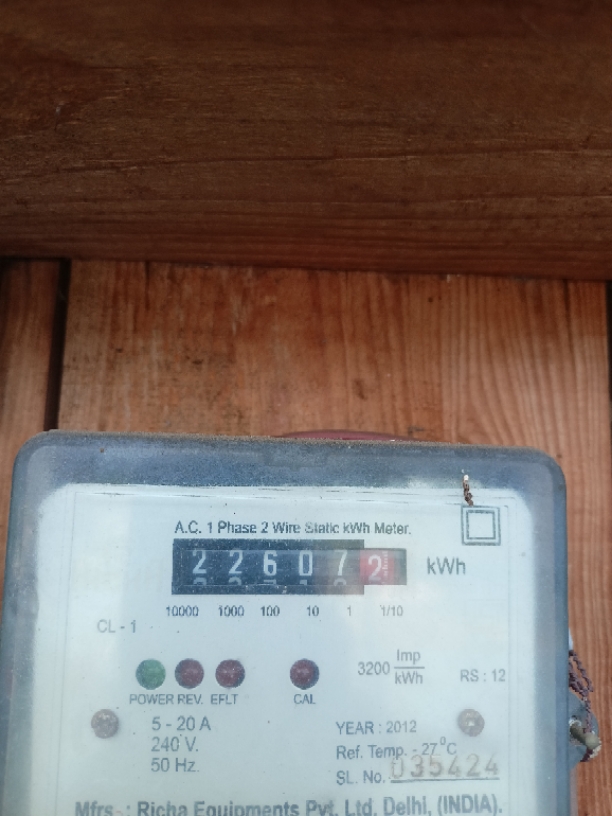 A.C. 1 Phase 2 Wire Static kWh Meter.
2 2 6 0 7 2 kWh
10000 1000 100 10 1 1/10
CL - 1
3200 Imp/kWh
RS : 12
POWER REV. EFLT CAL
5 - 20 A
240 V.
50 Hz.
YEAR : 2012
Ref. Temp. - 27°C
SL. No. 035424
Mfrs. : Richa Equipments Pvt. Ltd. Delhi, (INDIA).